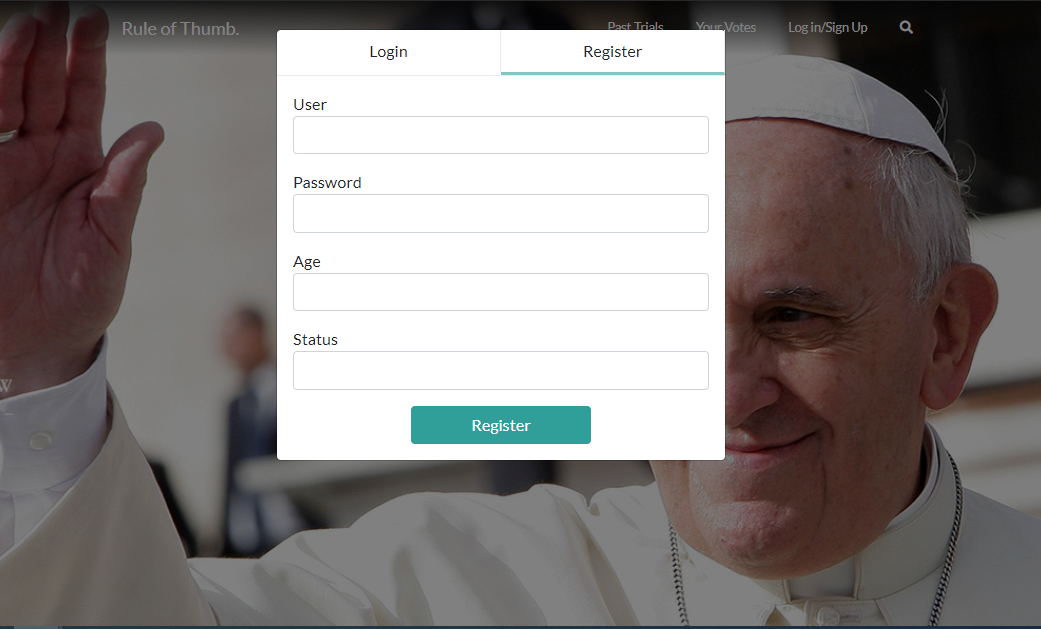 Rule of Thumb.
Past Trials Your Votes Log in/Sign Up
Login Register
User
Password
Age
Status
Register